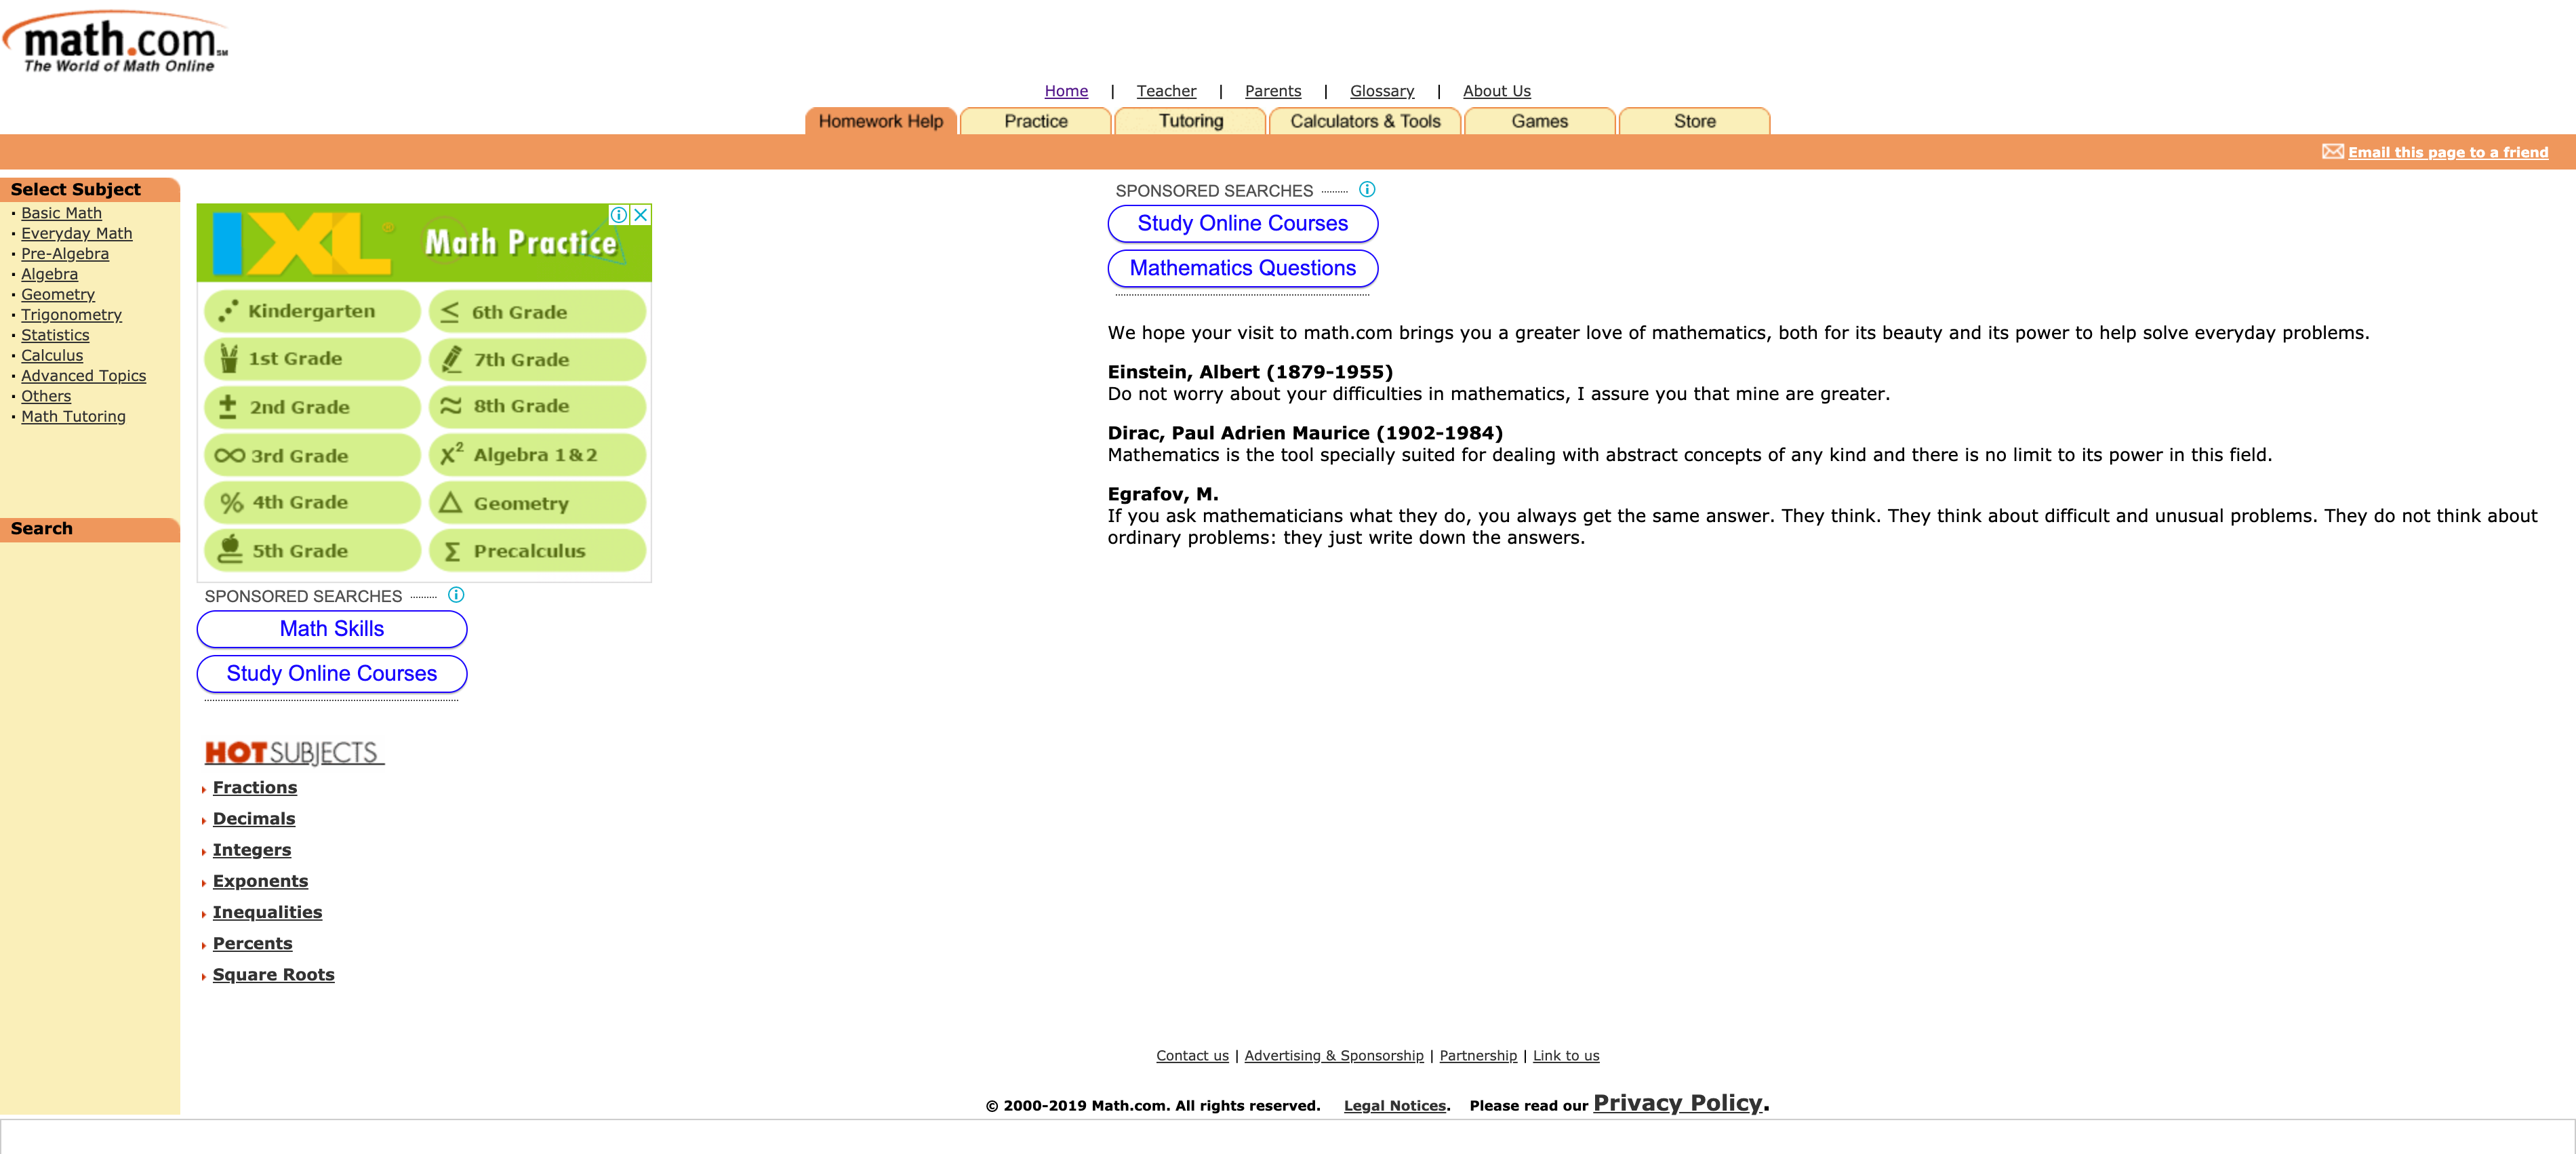 math.com SM
The World of Math Online
Home | Teacher | Parents | Glossary | About Us
Homework Help Practice Tutoring Calculators & Tools Games Store
Email this page to a friend
Select Subject
· Basic Math
· Everyday Math
· Pre-Algebra
· Algebra
· Geometry
· Trigonometry
· Statistics
· Calculus
· Advanced Topics
· Others
· Math Tutoring
Search
IXL® Math Practice
Kindergarten
≤ 6th Grade
1st Grade
7th Grade
± 2nd Grade
≈ 8th Grade
∞ 3rd Grade
X² Algebra 1 & 2
% 4th Grade
△ Geometry
5th Grade
Σ Precalculus
SPONSORED SEARCHES
Math Skills
Study Online Courses
HOT SUBJECTS
Fractions
Decimals
Integers
Exponents
Inequalities
Percents
Square Roots
SPONSORED SEARCHES
Study Online Courses
Mathematics Questions
We hope your visit to math.com brings you a greater love of mathematics, both for its beauty and its power to help solve everyday problems.
Einstein, Albert (1879-1955)
Do not worry about your difficulties in mathematics, I assure you that mine are greater.
Dirac, Paul Adrien Maurice (1902-1984)
Mathematics is the tool specially suited for dealing with abstract concepts of any kind and there is no limit to its power in this field.
Egrafov, M.
If you ask mathematicians what they do, you always get the same answer. They think. They think about difficult and unusual problems. They do not think about
ordinary problems: they just write down the answers.
Contact us | Advertising & Sponsorship | Partnership | Link to us
© 2000-2019 Math.com. All rights reserved. Legal Notices. Please read our Privacy Policy.